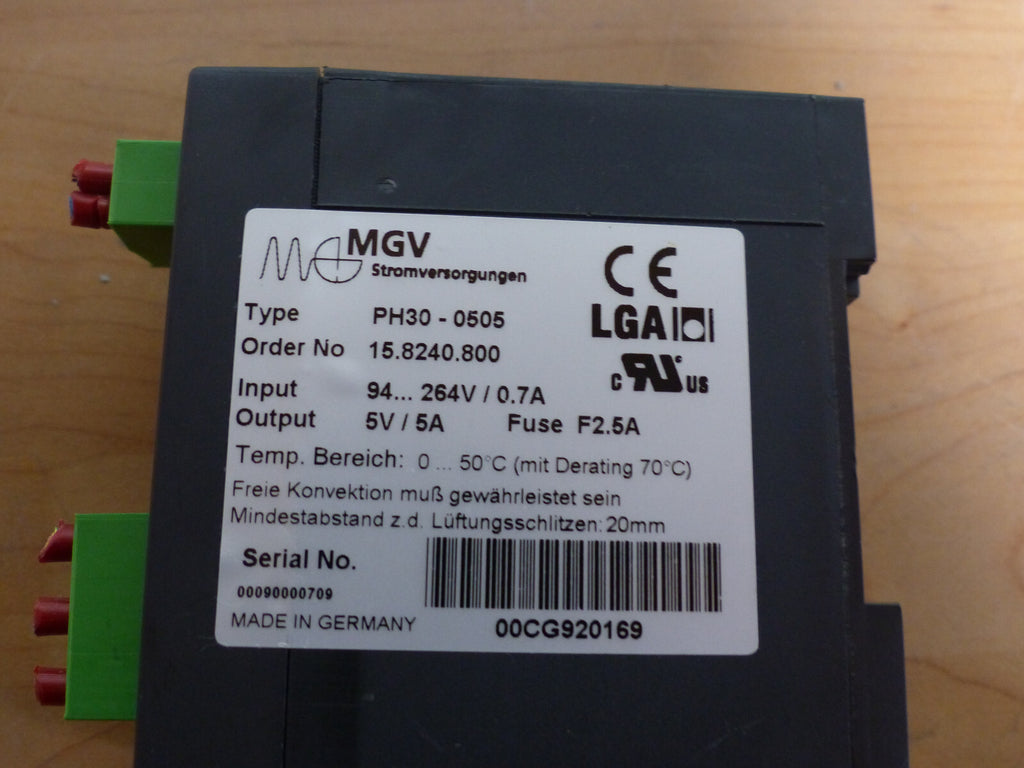 MGV
Stromversorgungen
CE
LGA
Type PH30 - 0505
Order No 15.8240.800
c RU US
Input 94... 264V / 0.7A
Output 5V / 5A Fuse F2.5A
Temp. Bereich: 0 ... 50°C (mit Derating 70°C)
Freie Konvektion muß gewährleistet sein
Mindestabstand z.d. Lüftungsschlitzen: 20mm
Serial No.
00090000709
MADE IN GERMANY
00CG920169